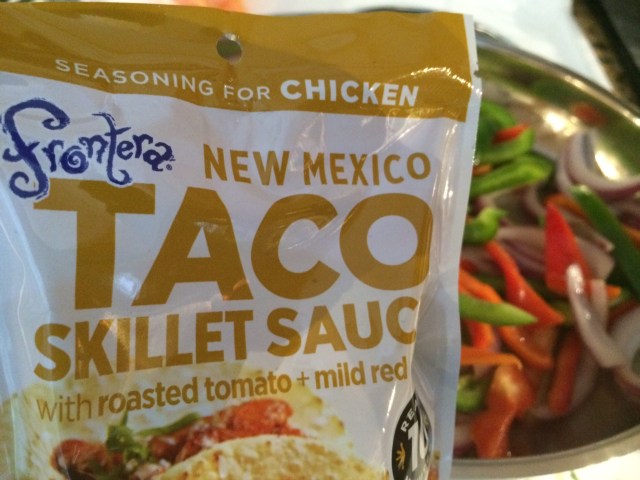 SEASONING FOR CHICKEN
Frontera
NEW MEXICO
TACO
SKILLET SAUC
with roasted tomato + mild red